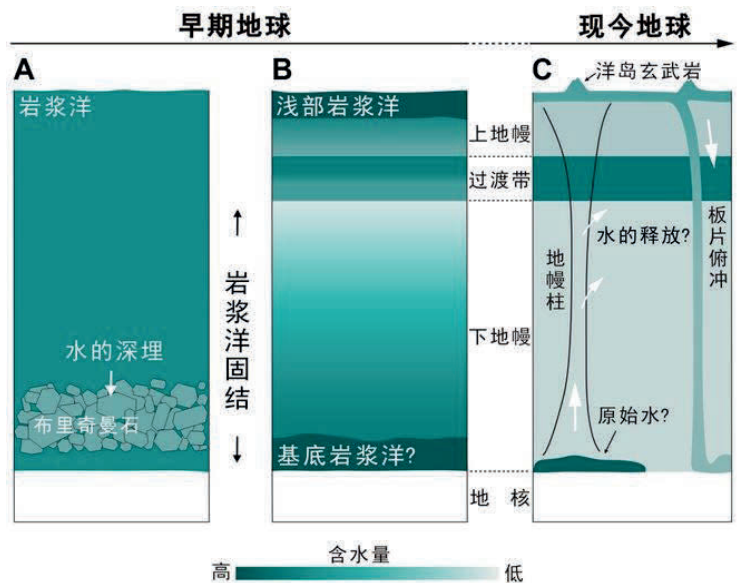 早期地球
现今地球
A
岩浆洋
水的深埋
布里奇曼石
岩浆洋固结
B
浅部岩浆洋
基底岩浆洋?
上地幔
过渡带
下地幔
地核
C
洋岛玄武岩
水的释放?
地幔柱
板片俯冲
原始水?
含水量
高
低